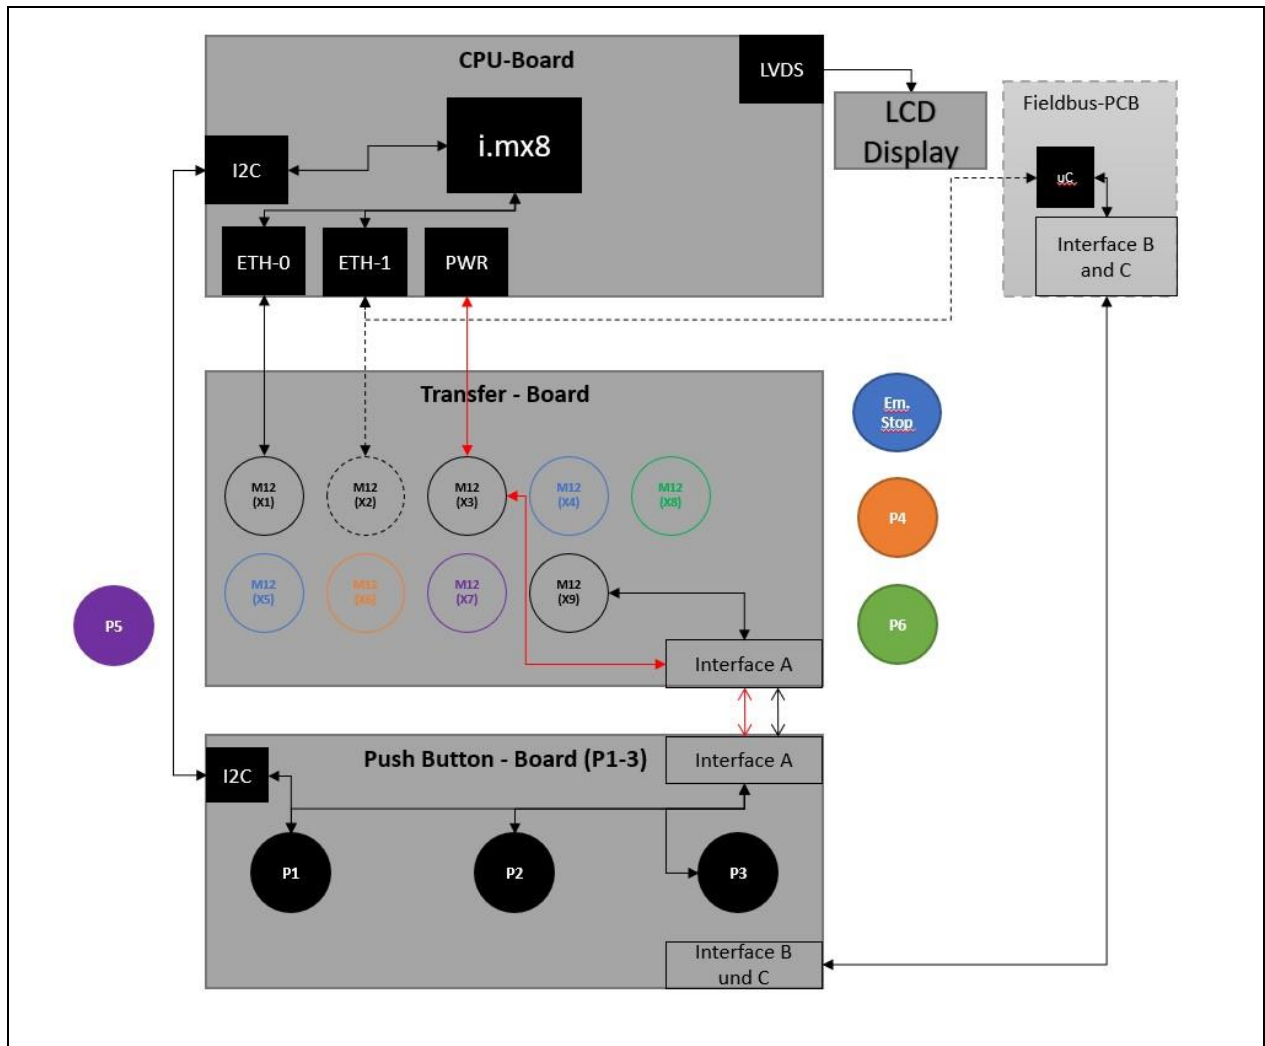 CPU-Board
LVDS
i.mx8
I2C
ETH-0
ETH-1
PWR
LCD
Display
Fieldbus-PCB
uC
Interface B
and C
Transfer - Board
M12
(X1)
M12
(X2)
M12
(X3)
M12
(X4)
M12
(X8)
M12
(X5)
M12
(X6)
M12
(X7)
M12
(X9)
Interface A
Em.
Stop
P4
P6
P5
Push Button - Board (P1-3)
Interface A
I2C
P1
P2
P3
Interface B
und C